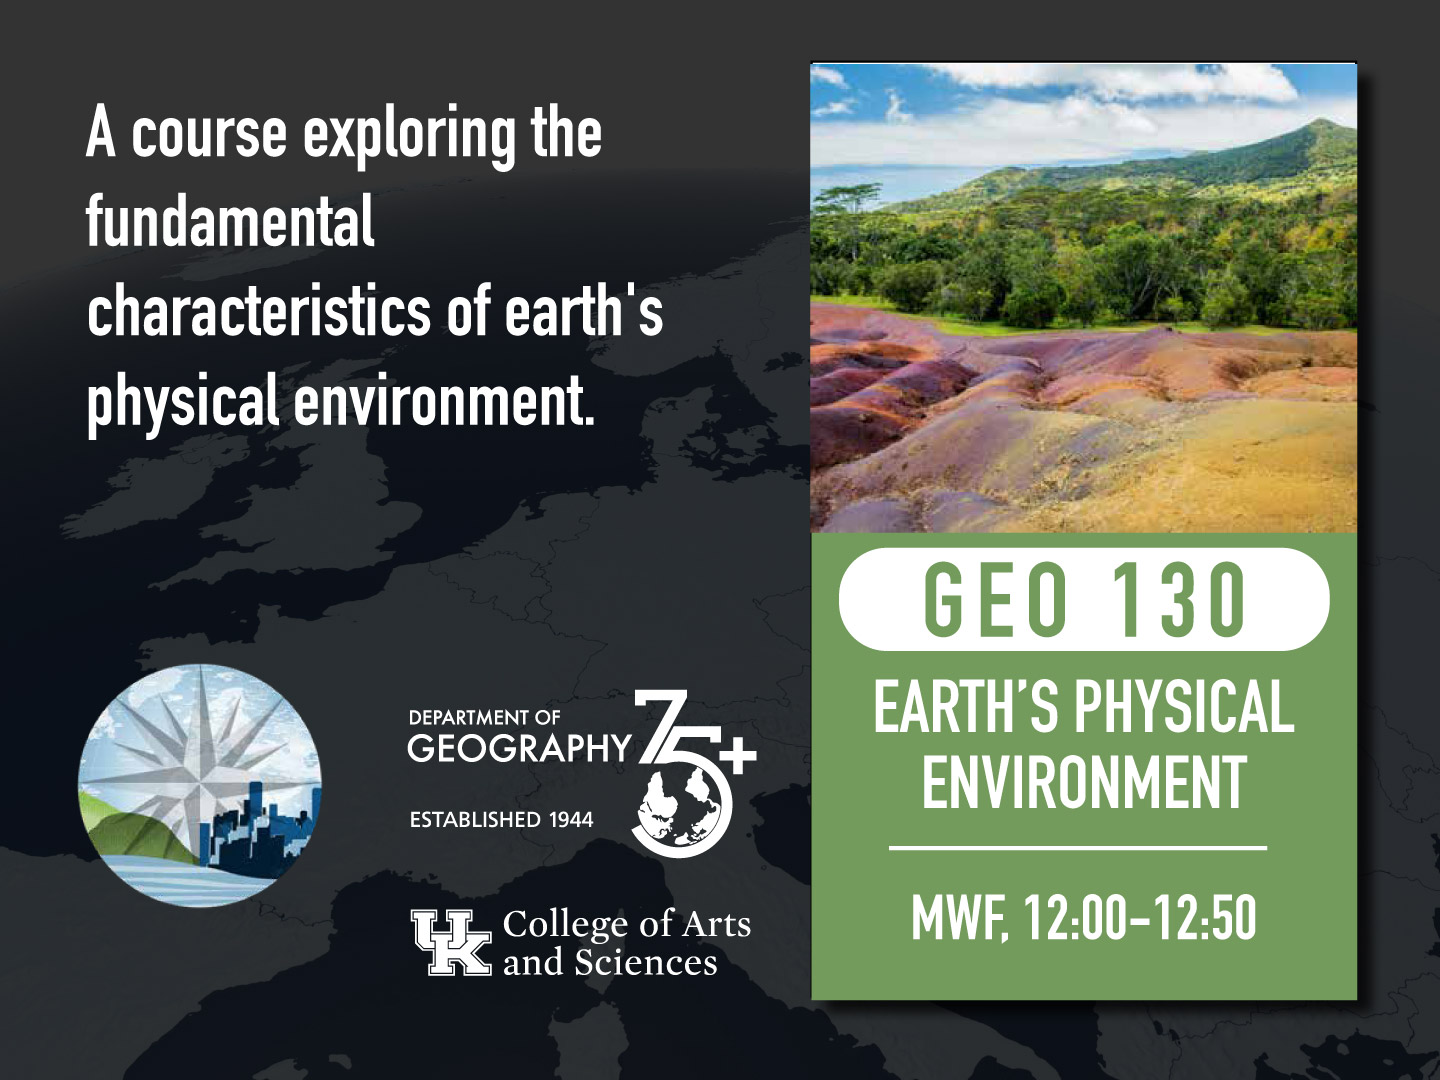 A course exploring the
fundamental
characteristics of earth's
physical environment.
DEPARTMENT OF
GEOGRAPHY
75+
ESTABLISHED 1944
UK
College of Arts
and Sciences
GEO 130
EARTH’S PHYSICAL
ENVIRONMENT
MWF, 12:00-12:50